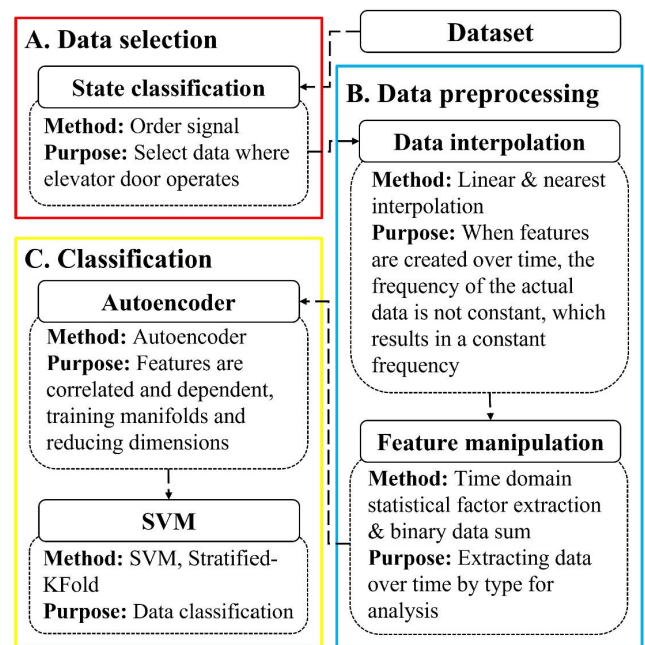 Dataset
A. Data selection
State classification
Method: Order signal
Purpose: Select data where
elevator door operates
B. Data preprocessing
Data interpolation
Method: Linear & nearest
interpolation
Purpose: When features
are created over time, the
frequency of the actual
data is not constant, which
results in a constant
frequency
Feature manipulation
Method: Time domain
statistical factor extraction
& binary data sum
Purpose: Extracting data
over time by type for
analysis
C. Classification
Autoencoder
Method: Autoencoder
Purpose: Features are
correlated and dependent,
training manifolds and
reducing dimensions
SVM
Method: SVM, Stratified-
KFold
Purpose: Data classification